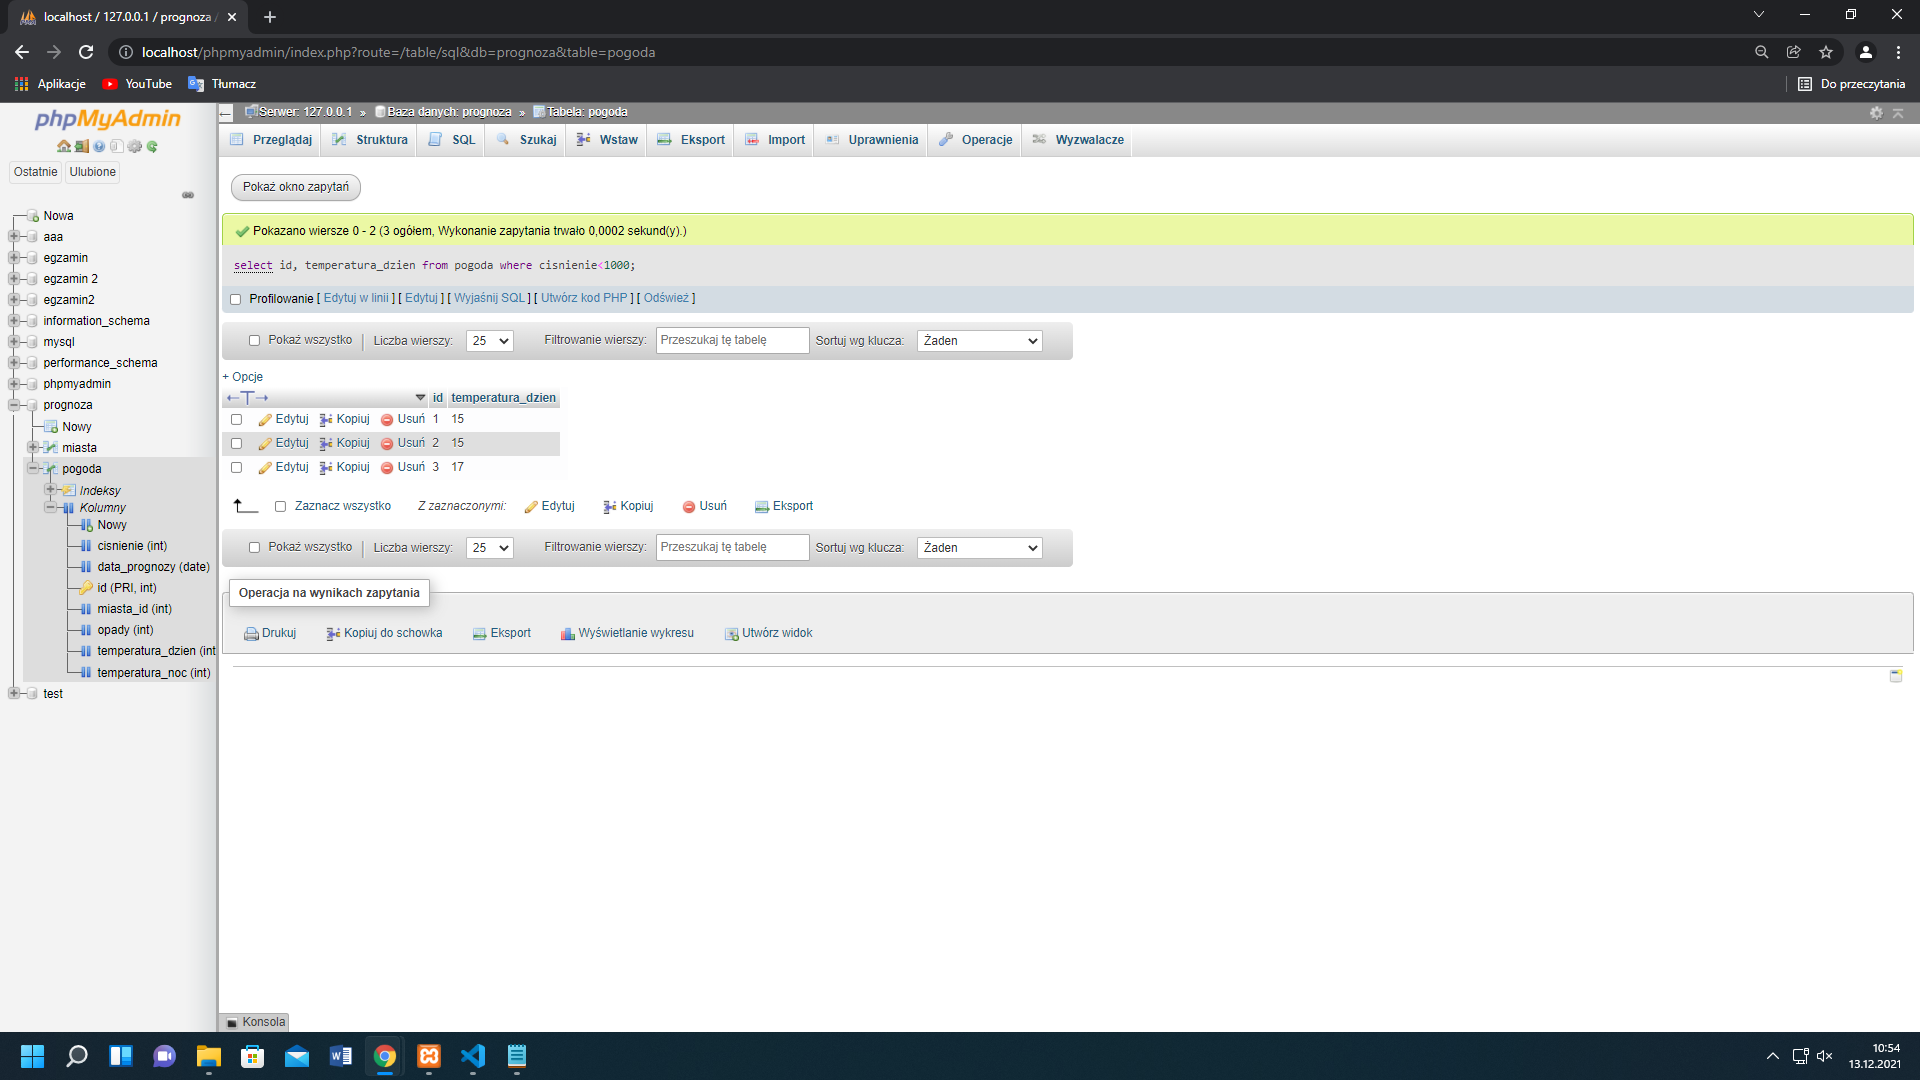 localhost / 127.0.0.1 / prognoza /
localhost/phpmyadmin/index.php?route=/table/sql&db=prognoza&table=pogoda
Aplikacje YouTube Tłumacz Do przeczytania
phpMyAdmin
Ostatnie Ulubione
Nowa
aaa
egzamin
egzamin 2
egzamin2
information_schema
mysql
performance_schema
phpmyadmin
prognoza
Nowy
miasta
pogoda
Indeksy
Kolumny
Nowy
cisnienie (int)
data_prognozy (date)
id (PRI, int)
miasta_id (int)
opady (int)
temperatura_dzien (int
temperatura_noc (int)
test
Serwer: 127.0.0.1 » Baza danych: prognoza » Tabela: pogoda
Przeglądaj Struktura SQL Szukaj Wstaw Eksport Import Uprawnienia Operacje Wyzwalacze
Pokaż okno zapytań
Pokazano wiersze 0 - 2 (3 ogółem, Wykonanie zapytania trwało 0,0002 sekund(y).)
select id, temperatura_dzien from pogoda where cisnienie<1000;
Profilowanie [ Edytuj w linii ] [ Edytuj ] [ Wyjaśnij SQL ] [ Utwórz kod PHP ] [ Odśwież ]
Pokaż wszystko | Liczba wierszy: 25 Filtrowanie wierszy: Przeszukaj tę tabelę Sortuj wg klucza: Żaden
+ Opcje
←T→ id temperatura_dzien
Edytuj Kopiuj Usuń 1 15
Edytuj Kopiuj Usuń 2 15
Edytuj Kopiuj Usuń 3 17
Zaznacz wszystko Z zaznaczonymi: Edytuj Kopiuj Usuń Eksport
Pokaż wszystko | Liczba wierszy: 25 Filtrowanie wierszy: Przeszukaj tę tabelę Sortuj wg klucza: Żaden
Operacja na wynikach zapytania
Drukuj Kopiuj do schowka Eksport Wyświetlanie wykresu Utwórz widok
Konsola
10:54
13.12.2021